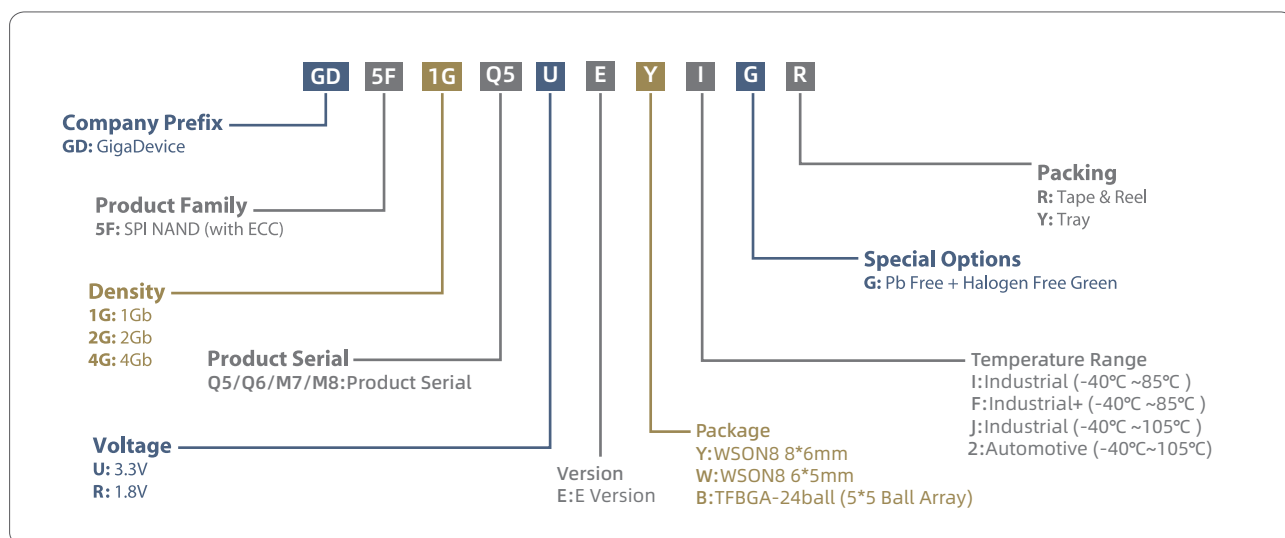 GD 5F 1G Q5 U E Y I G R
Company Prefix
GD: GigaDevice
Product Family
5F: SPI NAND (with ECC)
Density
1G: 1Gb
2G: 2Gb
4G: 4Gb
Product Serial
Q5/Q6/M7/M8:Product Serial
Voltage
U: 3.3V
R: 1.8V
Version
E:E Version
Package
Y:WSON8 8*6mm
W:WSON8 6*5mm
B:TFBGA-24ball (5*5 Ball Array)
Temperature Range
I:Industrial (-40℃ ~85℃ )
F:Industrial+ (-40℃ ~85℃ )
J:Industrial (-40℃ ~105℃ )
2:Automotive (-40℃~105℃)
Special Options
G: Pb Free + Halogen Free Green
Packing
R: Tape & Reel
Y: Tray